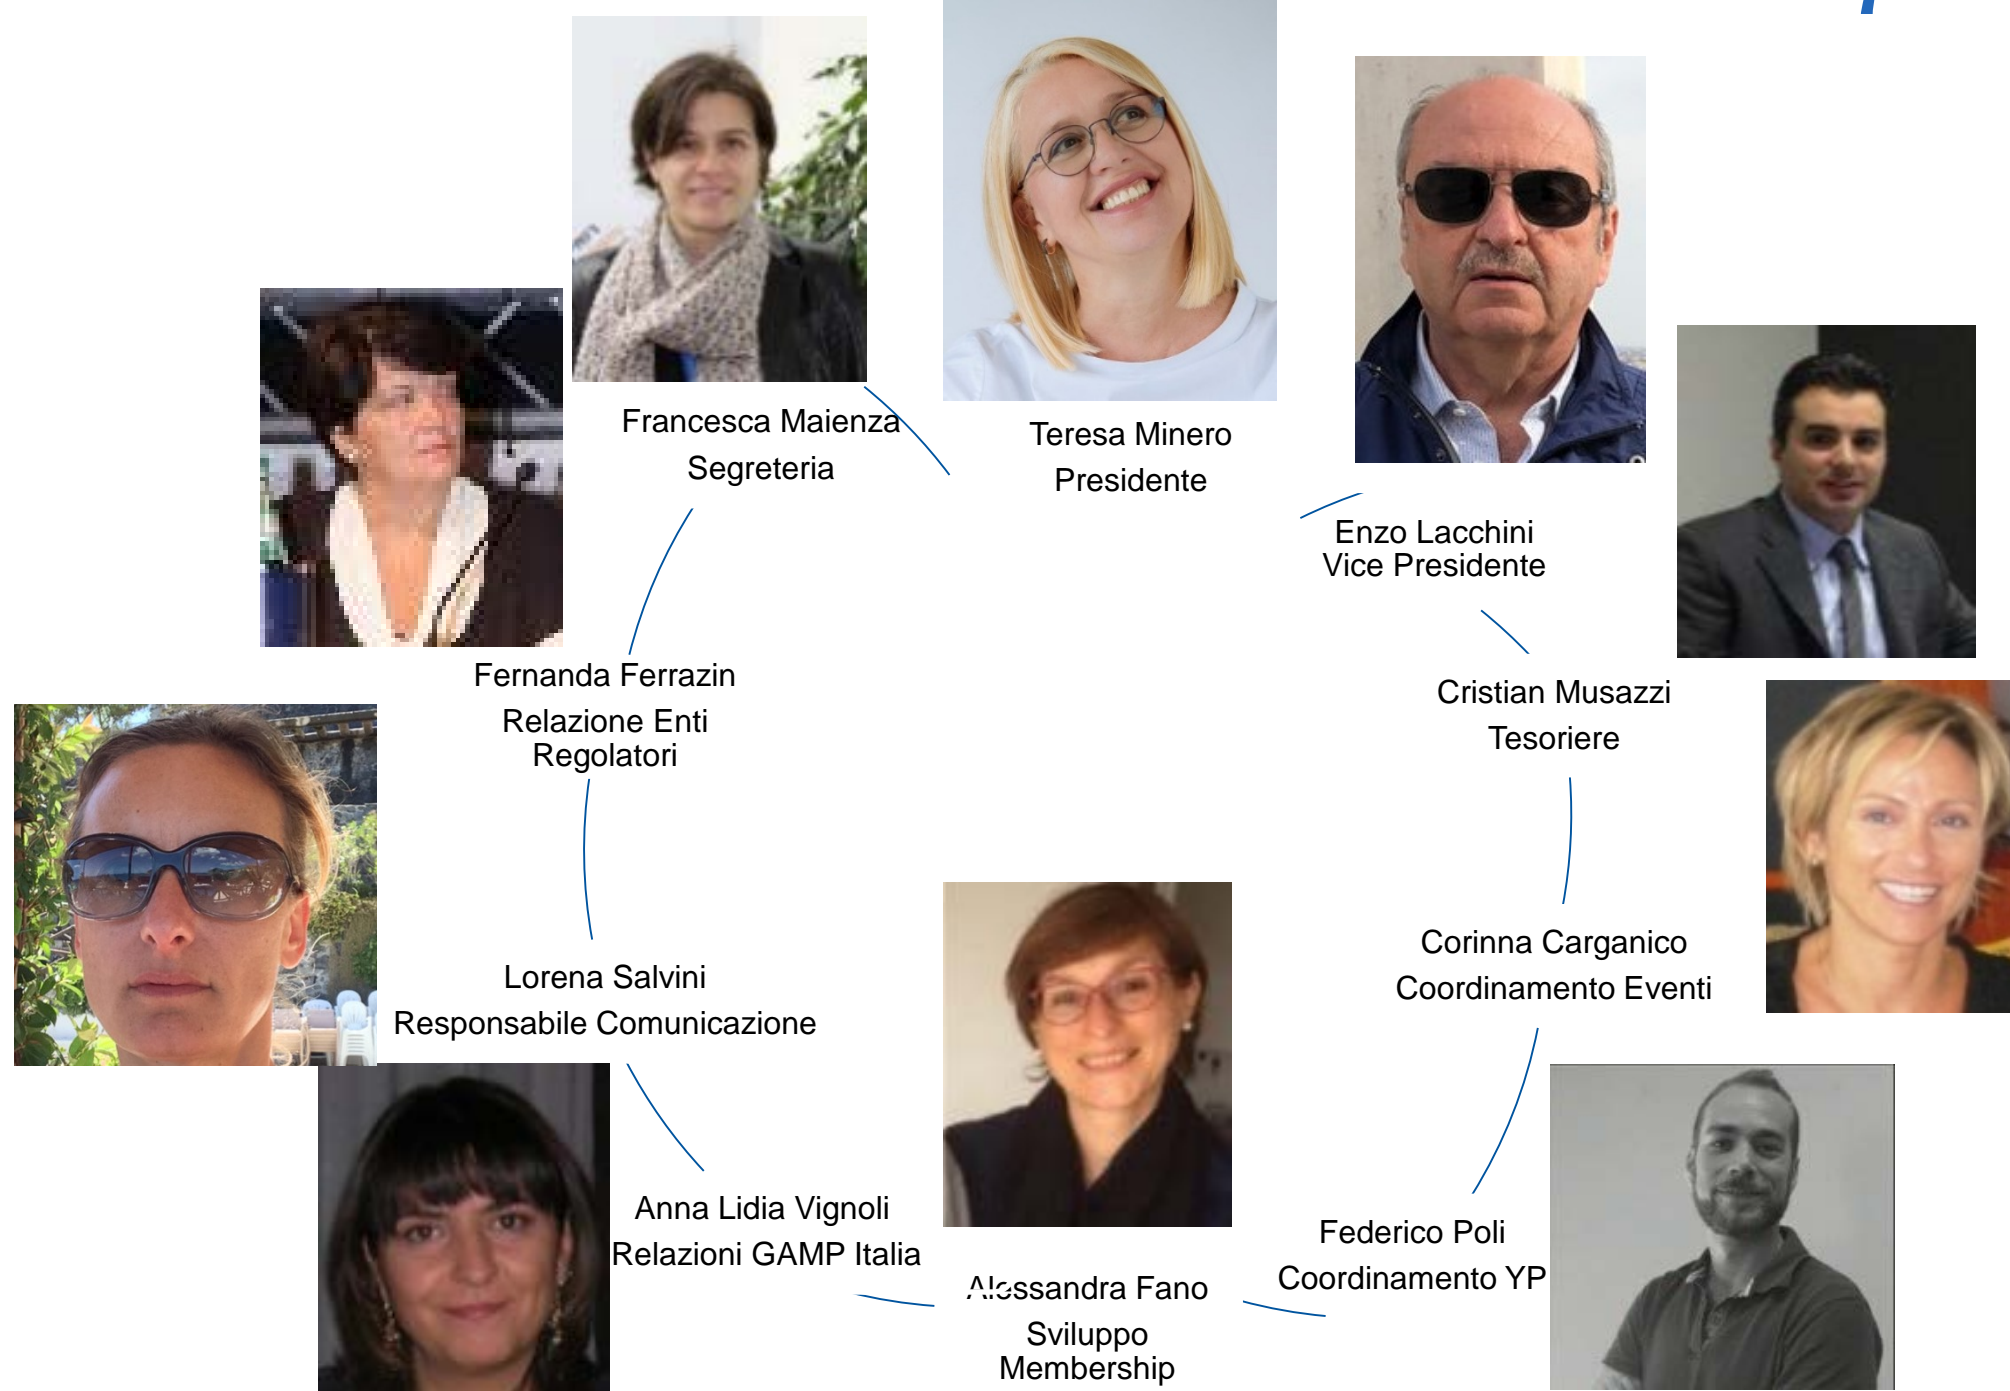 Francesca Maienza
Segreteria
Teresa Minero
Presidente
Enzo Lacchini
Vice Presidente
Cristian Musazzi
Tesoriere
Corinna Carganico
Coordinamento Eventi
Federico Poli
Coordinamento YP
Alessandra Fano
Sviluppo
Membership
Anna Lidia Vignoli
Relazioni GAMP Italia
Lorena Salvini
Responsabile Comunicazione
Fernanda Ferrazin
Relazione Enti
Regolatori